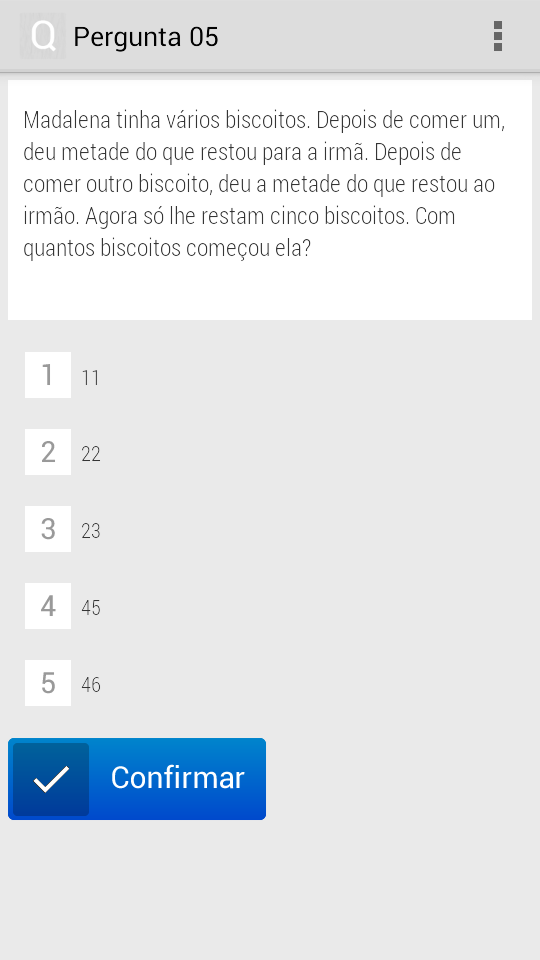 Q Pergunta 05
Madalena tinha vários biscoitos. Depois de comer um,
deu metade do que restou para a irmã. Depois de
comer outro biscoito, deu a metade do que restou ao
irmão. Agora só lhe restam cinco biscoitos. Com
quantos biscoitos começou ela?
1 11
2 22
3 23
4 45
5 46
Confirmar